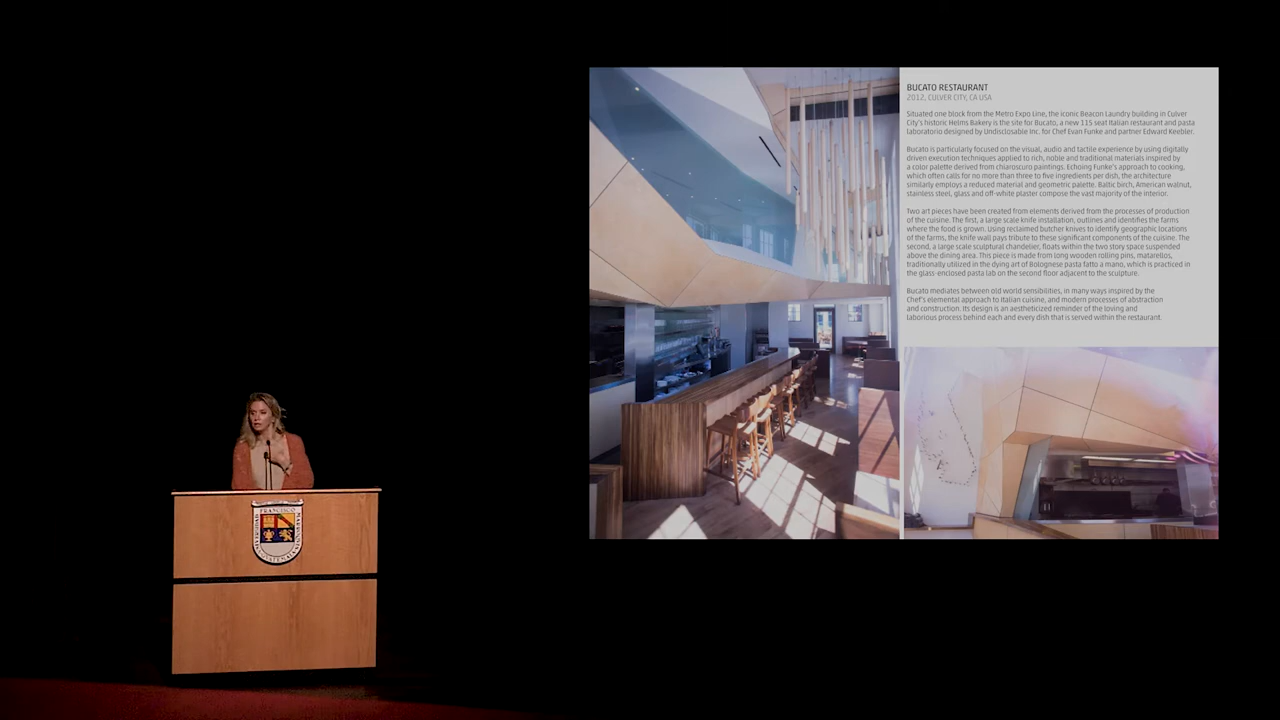 BUCATO RESTAURANT
2012, CULVER CITY, CA USA
Situated one block from the Metro Expo Line, the iconic Beacon Laundry building in Culver
City's historic Helms Bakery is the site for Bucato, a new 115 seat Italian restaurant and pasta
laboratorio designed by Undisclosable Inc. for Chef Evan Funke and partner Edward Keebler.
Bucato is particularly focused on the visual, audio and tactile experience by using digitally
driven execution techniques applied to rich, noble and traditional materials inspired by
a color palette derived from chiaroscuro paintings. Echoing Funke's approach to cooking,
which often calls for no more than three to five ingredients per dish, the architecture
similarly employs a reduced material and geometric palette. Baltic birch, American walnut,
stainless steel, glass and off-white plaster compose the vast majority of the interior.
Two art pieces have been created from elements derived from the processes of production
of the cuisine. The first, a large scale knife installation, outlines and identifies the farms
where the food is grown. Using reclaimed butcher knives to identify geographic locations
of the farms, the knife wall pays tribute to these significant components of the cuisine. The
second, a large scale sculptural chandelier, floats within the two story space suspended
above the dining area. This piece is made from long wooden rolling pins, matarellos,
traditionally utilized in the dying art of Bolognese pasta fatto a mano, which is practiced in
the glass-enclosed pasta lab on the second floor adjacent to the sculpture.
Bucato mediates between old world sensibilities, in many ways inspired by the
Chef's elemental approach to Italian cuisine, and modern processes of abstraction
and construction. Its design is an aestheticized reminder of the loving and
laborious process behind each and every dish that is served within the restaurant.
FRANCISCO